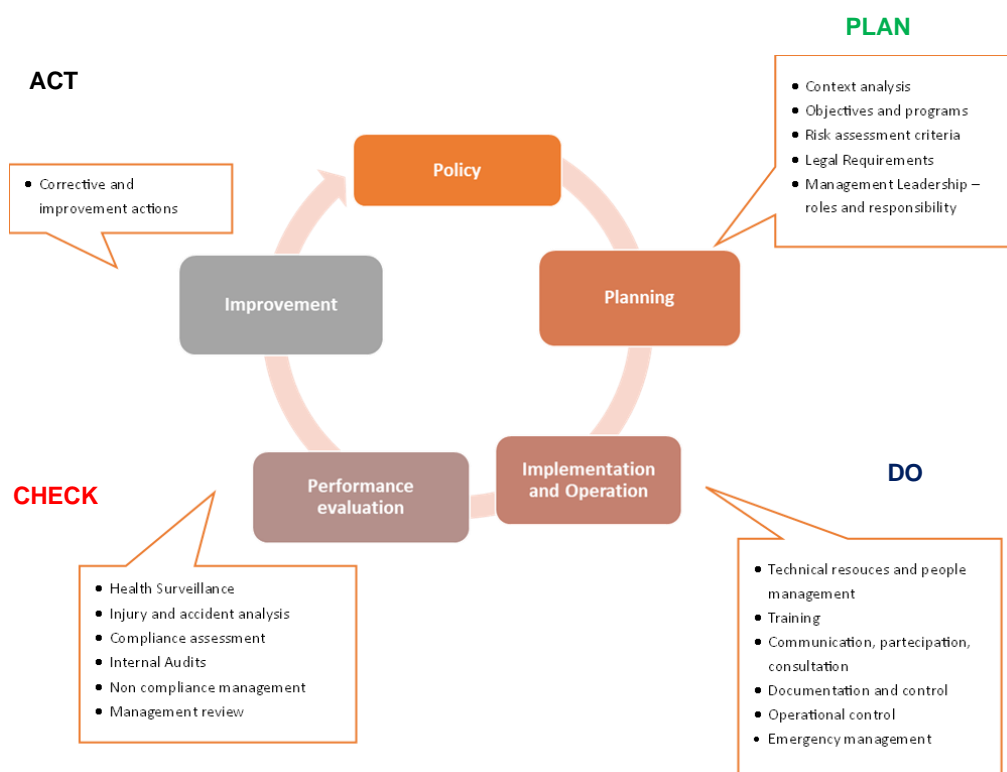 PLAN
ACT
• Context analysis
• Objectives and programs
• Risk assessment criteria
• Legal Requirements
• Management Leadership –
roles and responsibility
Policy
• Corrective and
improvement actions
Improvement
Planning
Performance
evaluation
Implementation
and Operation
CHECK
DO
• Health Surveillance
• Injury and accident analysis
• Compliance assessment
• Internal Audits
• Non compliance management
• Management review
• Technical resouces and people
management
• Training
• Communication, partecipation,
consultation
• Documentation and control
• Operational control
• Emergency management